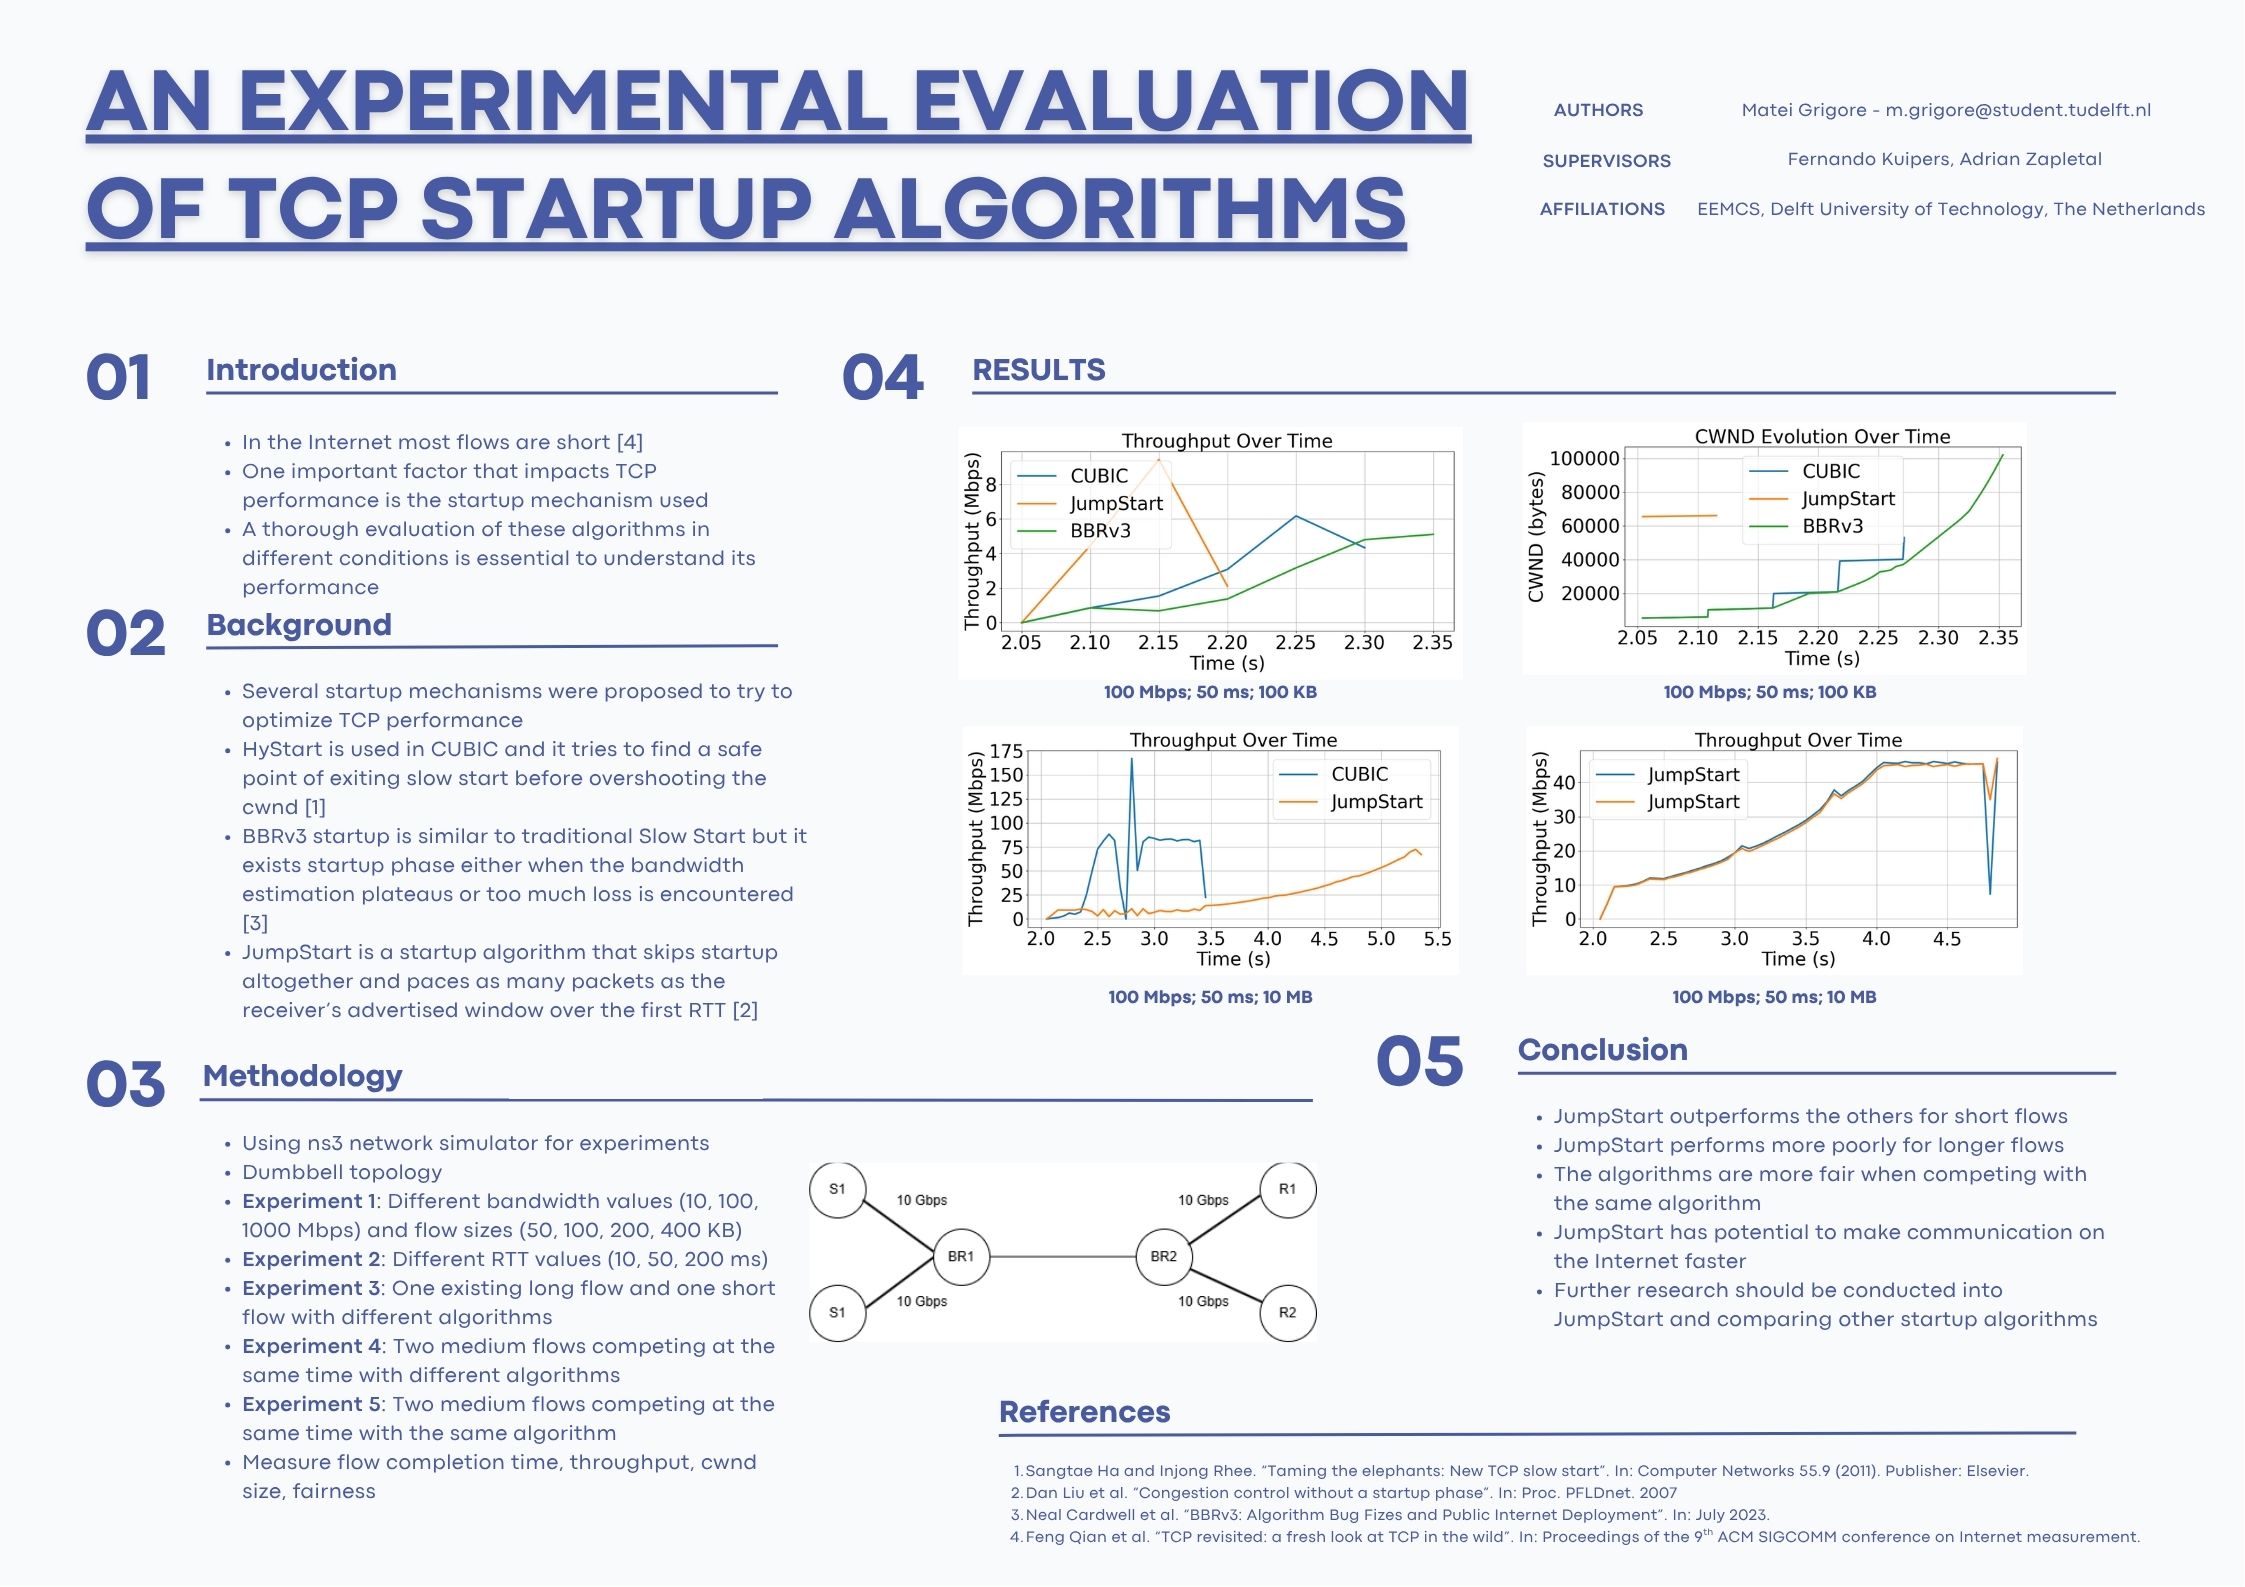 AN EXPERIMENTAL EVALUATION
OF TCP STARTUP ALGORITHMS
AUTHORS
Matei Grigore - m.grigore@student.tudelft.nl
SUPERVISORS
Fernando Kuipers, Adrian Zapletal
AFFILIATIONS
EEMCS, Delft University of Technology, The Netherlands
01
Introduction
• In the Internet most flows are short [4]
• One important factor that impacts TCP
performance is the startup mechanism used
• A thorough evaluation of these algorithms in
different conditions is essential to understand its
performance
02
Background
• Several startup mechanisms were proposed to try to
optimize TCP performance
• HyStart is used in CUBIC and it tries to find a safe
point of exiting slow start before overshooting the
cwnd [1]
• BBRv3 startup is similar to traditional Slow Start but it
exists startup phase either when the bandwidth
estimation plateaus or too much loss is encountered
[3]
• JumpStart is a startup algorithm that skips startup
altogether and paces as many packets as the
receiver's advertised window over the first RTT [2]
03
Methodology
• Using ns3 network simulator for experiments
• Dumbbell topology
• Experiment 1: Different bandwidth values (10, 100,
1000 Mbps) and flow sizes (50, 100, 200, 400 KB)
• Experiment 2: Different RTT values (10, 50, 200 ms)
• Experiment 3: One existing long flow and one short
flow with different algorithms
• Experiment 4: Two medium flows competing at the
same time with different algorithms
• Experiment 5: Two medium flows competing at the
same time with the same algorithm
• Measure flow completion time, throughput, cwnd
size, fairness
S1
10 Gbps
10 Gbps
R1
BR1
BR2
S1
10 Gbps
10 Gbps
R2
04
RESULTS
Throughput Over Time
Throughput (Mbps)
8
6
4
2
0
CUBIC
JumpStart
BBRv3
2.05 2.10 2.15 2.20 2.25 2.30 2.35
Time (s)
100 Mbps; 50 ms; 100 KB
CWND Evolution Over Time
CWND (bytes)
100000
80000
60000
40000
20000
CUBIC
JumpStart
BBRv3
2.05 2.10 2.15 2.20 2.25 2.30 2.35
Time (s)
100 Mbps; 50 ms; 100 KB
Throughput Over Time
Throughput (Mbps)
175
150
125
100
75
50
25
0
CUBIC
JumpStart
2.0 2.5 3.0 3.5 4.0 4.5 5.0 5.5
Time (s)
100 Mbps; 50 ms; 10 MB
Throughput Over Time
Throughput (Mbps)
40
30
20
10
0
JumpStart
JumpStart
2.0 2.5 3.0 3.5 4.0 4.5
Time (s)
100 Mbps; 50 ms; 10 MB
05
Conclusion
• JumpStart outperforms the others for short flows
• JumpStart performs more poorly for longer flows
• The algorithms are more fair when competing with
the same algorithm
• JumpStart has potential to make communication on
the Internet faster
• Further research should be conducted into
JumpStart and comparing other startup algorithms
References
1. Sangtae Ha and Injong Rhee. "Taming the elephants: New TCP slow start". In: Computer Networks 55.9 (2011). Publisher: Elsevier.
2. Dan Liu et al. "Congestion control without a startup phase". In: Proc. PFLDnet. 2007
3. Neal Cardwell et al. "BBRv3: Algorithm Bug Fizes and Public Internet Deployment". In: July 2023.
4. Feng Qian et al. "TCP revisited: a fresh look at TCP in the wild". In: Proceedings of the 9th ACM SIGCOMM conference on Internet measurement.